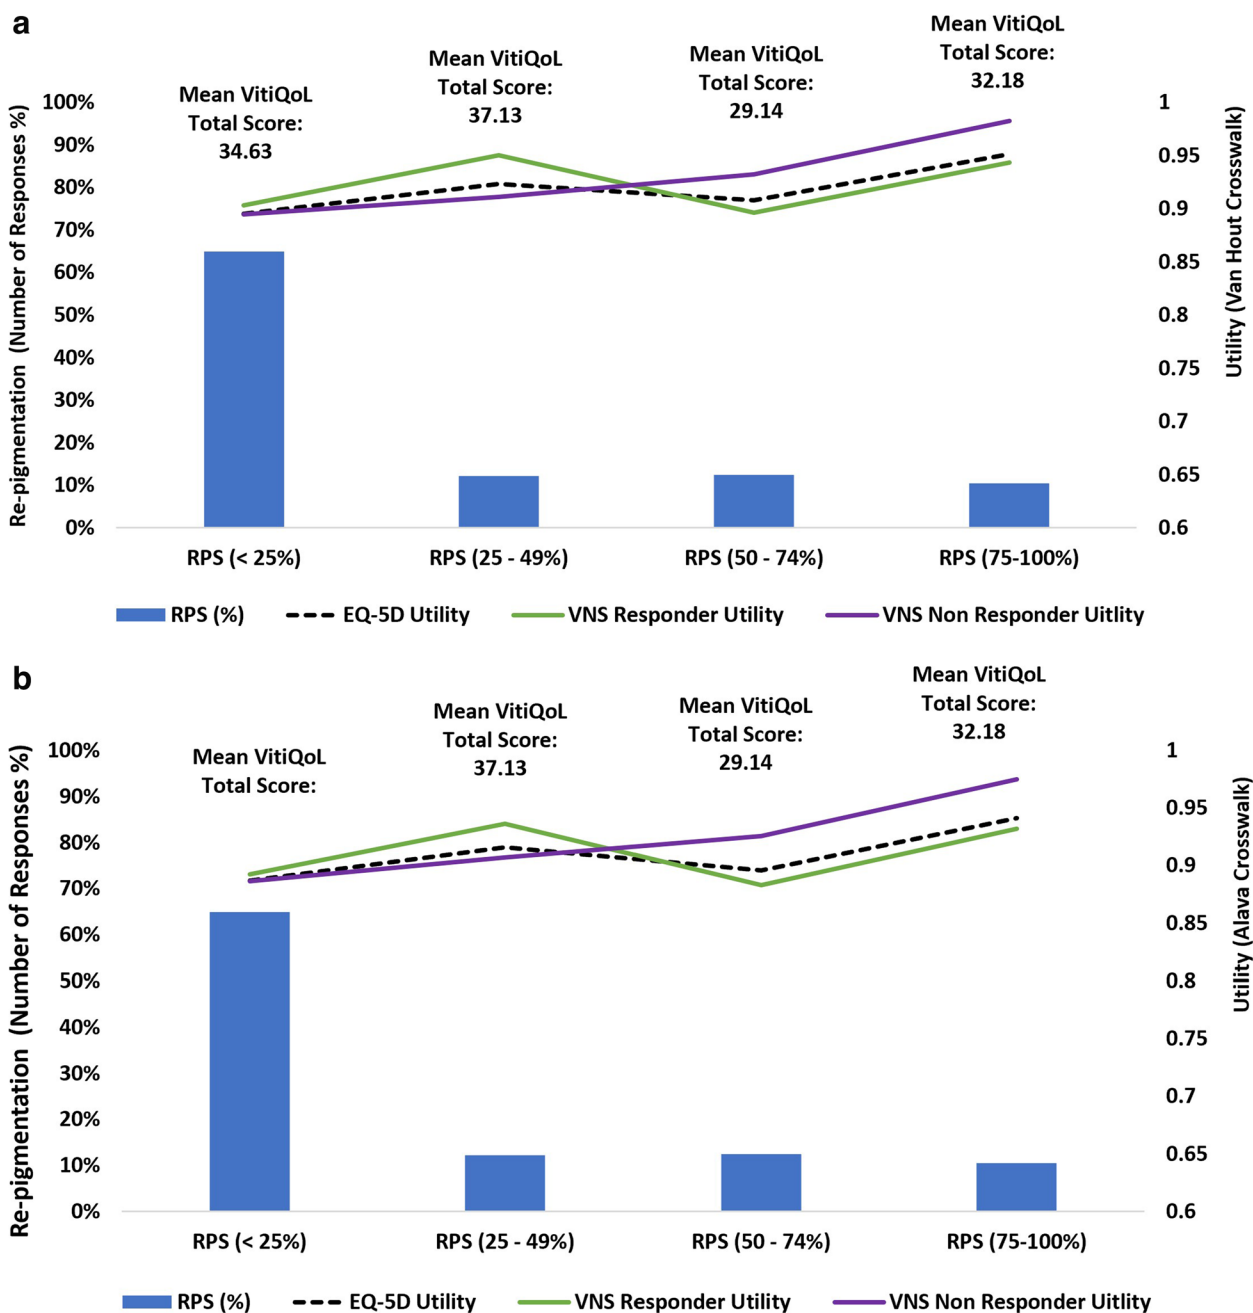 a
Mean VitiQoL
Total Score:
34.63
Mean VitiQoL
Total Score:
37.13
Mean VitiQoL
Total Score:
29.14
Mean VitiQoL
Total Score:
32.18
Re-pigmentation (Number of Responses %)
100%
90%
80%
70%
60%
50%
40%
30%
20%
10%
0%
1
0.95
0.9
0.85
0.8
0.75
0.7
0.65
0.6
Utility (Van Hout Crosswalk)
RPS (< 25%)
RPS (25 - 49%)
RPS (50 - 74%)
RPS (75-100%)
RPS (%)
EQ-5D Utility
VNS Responder Utility
VNS Non Responder Uitlity
b
Mean VitiQoL
Total Score:
Mean VitiQoL
Total Score:
37.13
Mean VitiQoL
Total Score:
29.14
Mean VitiQoL
Total Score:
32.18
Re-pigmentation (Number of Responses %)
100%
90%
80%
70%
60%
50%
40%
30%
20%
10%
0%
1
0.95
0.9
0.85
0.8
0.75
0.7
0.65
0.6
Utility (Alava Crosswalk)
RPS (< 25%)
RPS (25 - 49%)
RPS (50 - 74%)
RPS (75-100%)
RPS (%)
EQ-5D Utility
VNS Responder Utility
VNS Non Responder Utility